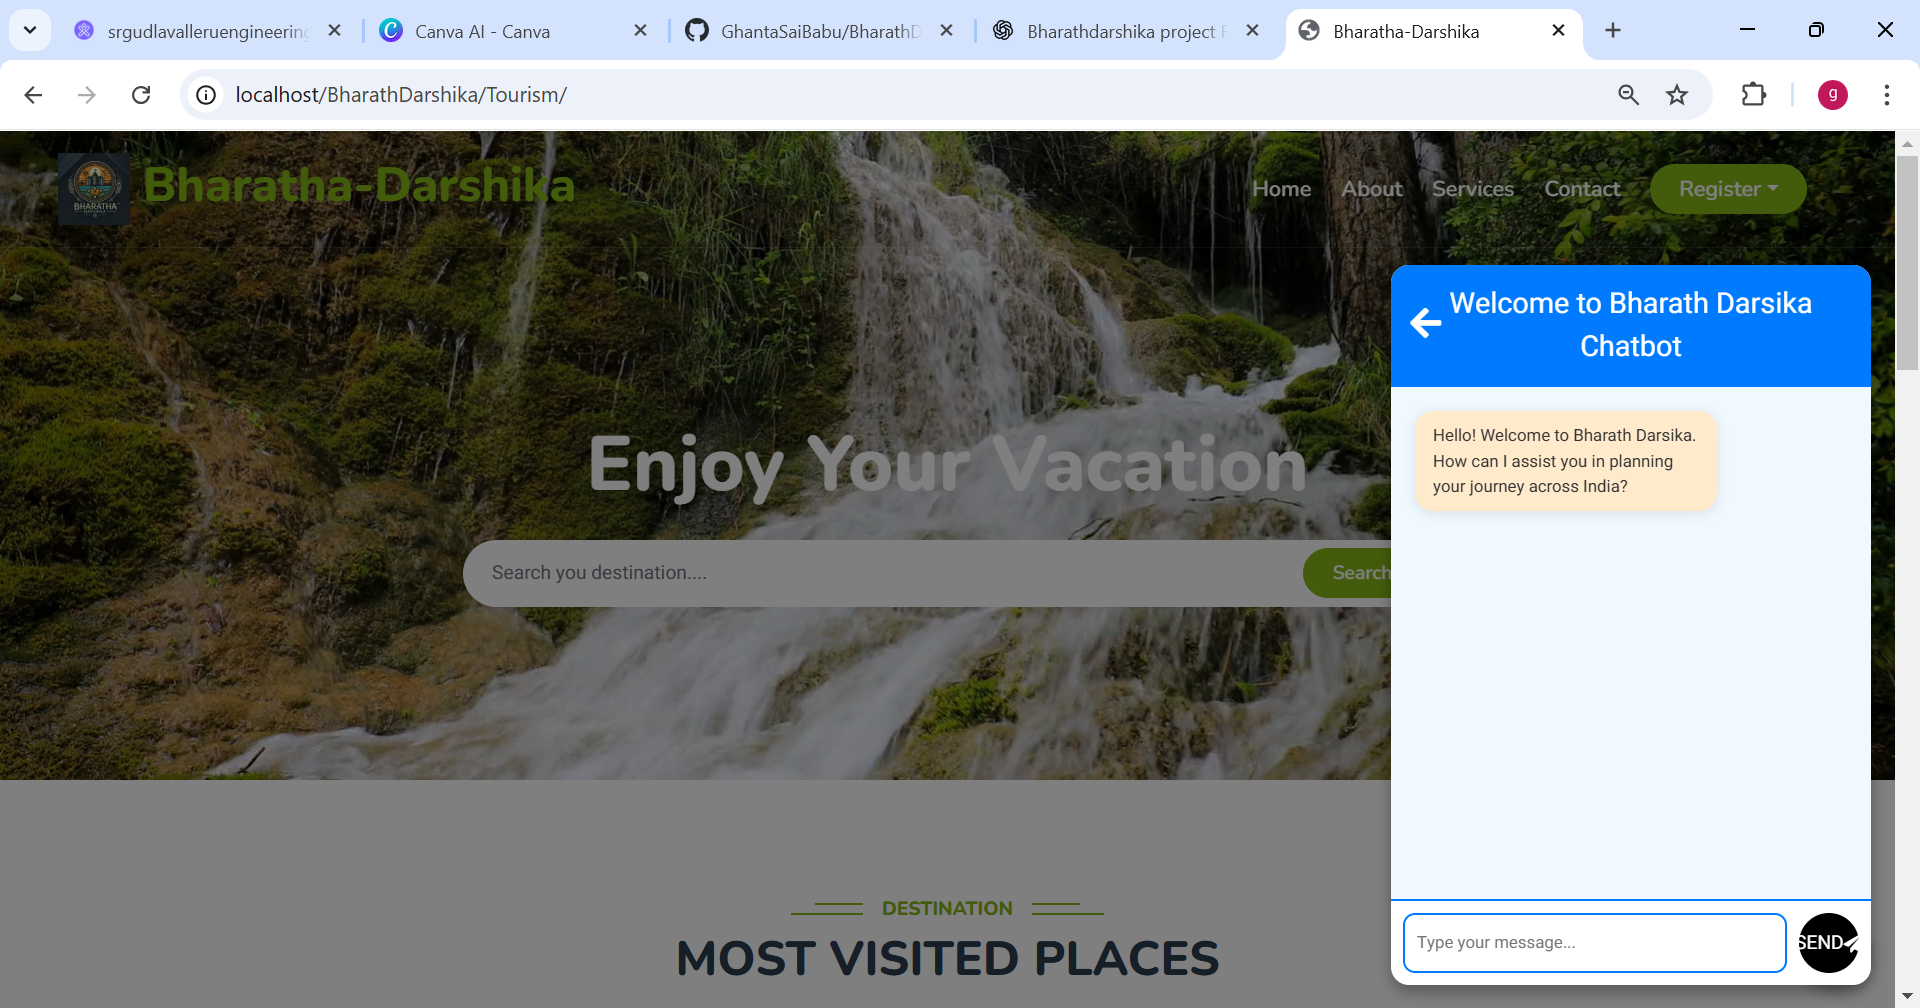 srgudlavalleruengineering
Canva AI - Canva
GhantaSaiBabu/BharathD
Bharathdarshika project R
Bharatha-Darshika
localhost/BharathDarshika/Tourism/
g
BHARATHA
Bharatha-Darshika
Home
About
Services
Contact
Register
Enjoy Your Vacation
Search you destination....
Search
Welcome to Bharath Darsika
Chatbot
Hello! Welcome to Bharath Darsika.
How can I assist you in planning
your journey across India?
DESTINATION
MOST VISITED PLACES
Type your message...
SEND